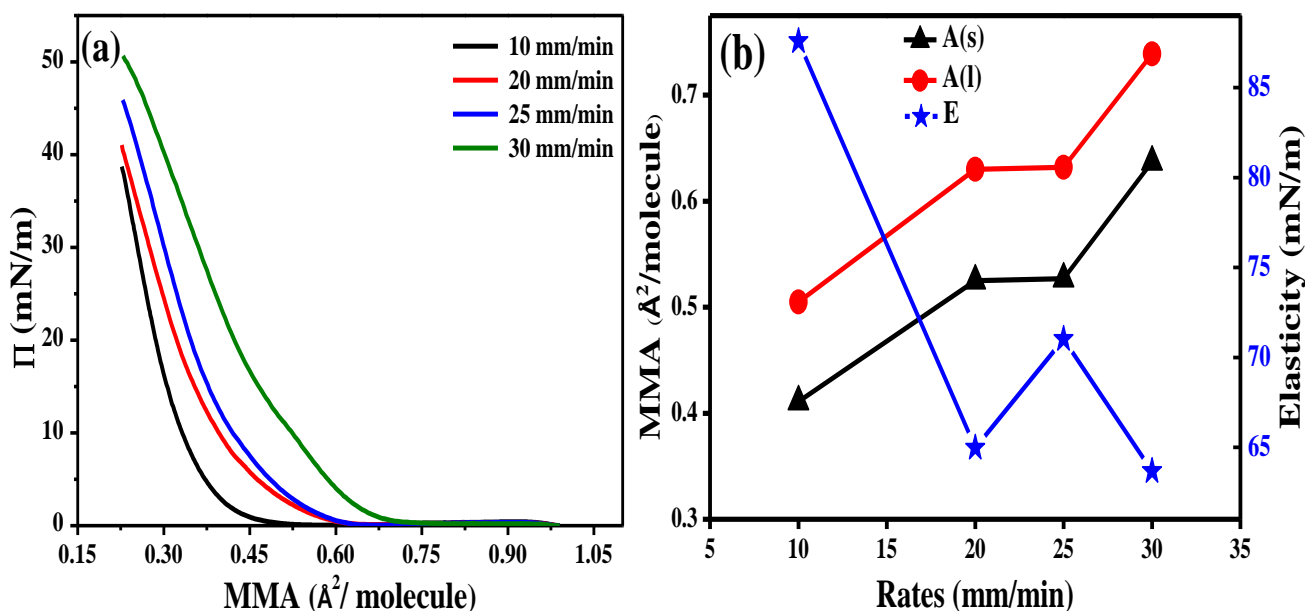 (a)
10 mm/min
20 mm/min
25 mm/min
30 mm/min
50
40
30
20
10
0
Π (mN/m)
0.15 0.30 0.45 0.60 0.75 0.90 1.05
MMA (Å²/ molecule)
(b)
A(s)
A(l)
E
0.7
0.6
0.5
0.4
0.3
MMA (Å²/molecule)
85
80
75
70
65
Elasticity (mN/m)
5 10 15 20 25 30 35
Rates (mm/min)